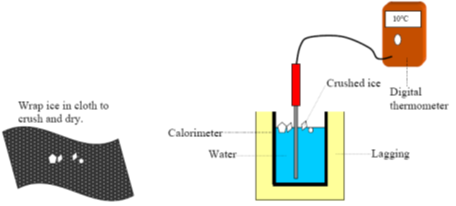 10°C
Crushed ice
Digital
thermometer
Wrap ice in cloth to
crush and dry.
Calorimeter
Water
Lagging